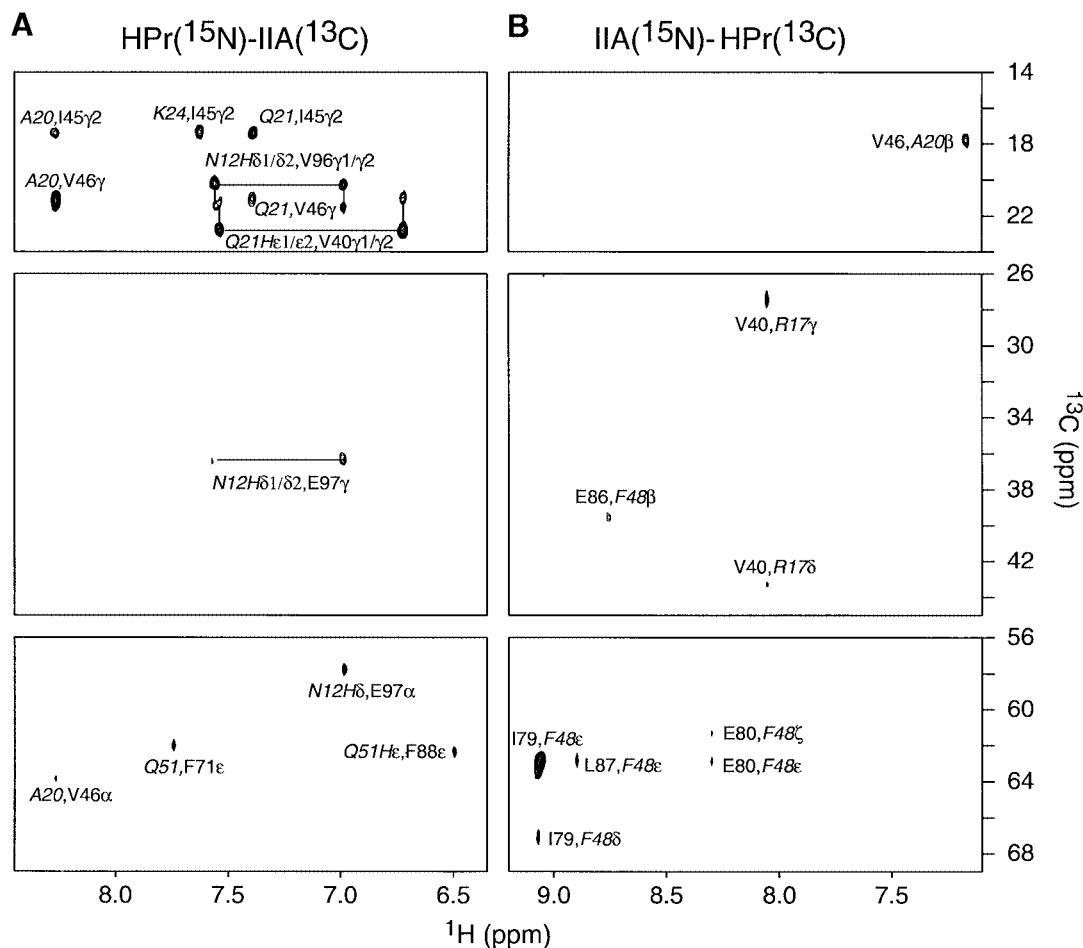 A HPr(¹⁵N)-IIA(¹³C)
B IIA(¹⁵N)-HPr(¹³C)
A20,I45γ2
K24,I45γ2
Q21,I45γ2
N12Hδ1/δ2,V96γ1/γ2
A20,V46γ
Q21,V46γ
Q21Hε1/ε2,V40γ1/γ2
V46,A20β
14
18
22
N12Hδ1/δ2,E97γ
V40,R17γ
E86,F48β
V40,R17δ
26
30
34
38
42
¹³C (ppm)
N12Hδ,E97α
Q51,F71ε
Q51Hε,F88ε
A20,V46α
I79,F48ε
L87,F48ε
E80,F48ζ
E80,F48ε
I79,F48δ
56
60
64
68
8.0 7.5 7.0 6.5
9.0 8.5 8.0 7.5
¹H (ppm)